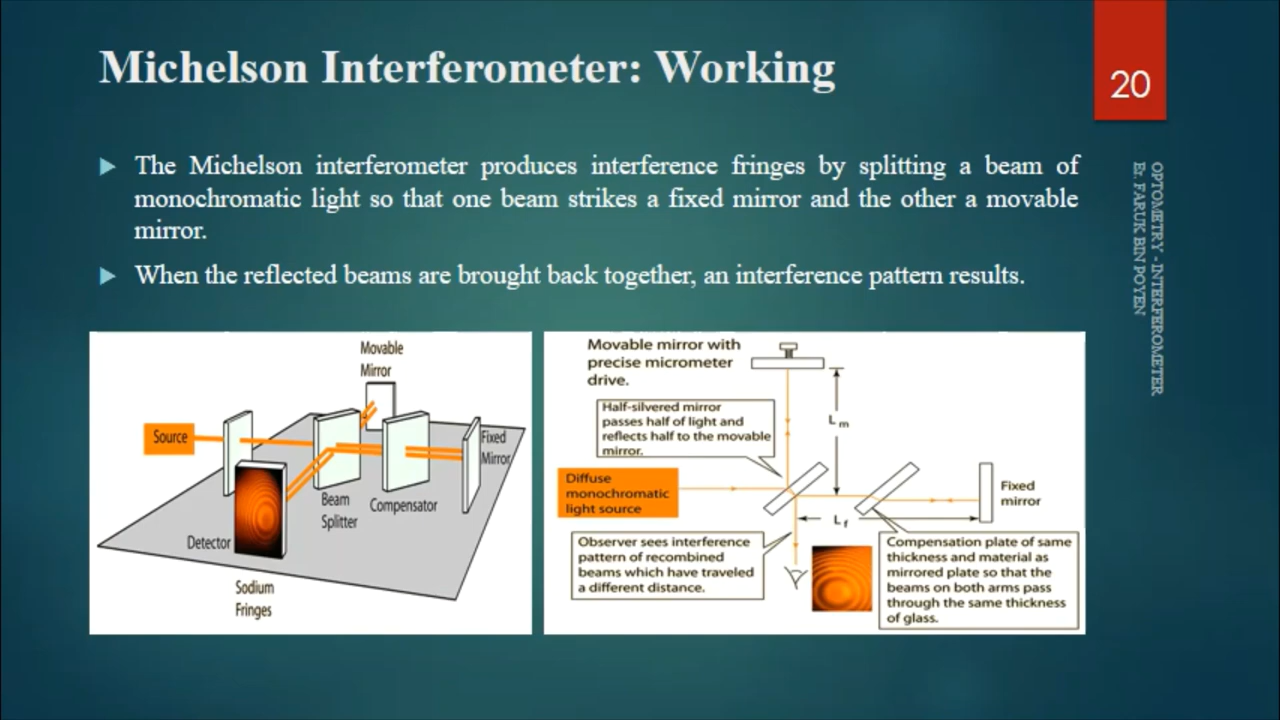 Michelson Interferometer: Working
20
The Michelson interferometer produces interference fringes by splitting a beam of
monochromatic light so that one beam strikes a fixed mirror and the other a movable
mirror.
When the reflected beams are brought back together, an interference pattern results.
OPTOMETRY - INTERFEROMETER
Er. FARUK BIN POYEN
Movable
Mirror
Source
Fixed
Mirror
Beam
Splitter
Compensator
Detector
Sodium
Fringes
Movable mirror with
precise micrometer
drive.
Half-silvered mirror
passes half of light and
reflects half to the movable
mirror.
L m
Diffuse
monochromatic
light source
Fixed
mirror
L f
Observer sees interference
pattern of recombined
beams which have traveled
a different distance.
Compensation plate of same
thickness and material as
mirrored plate so that the
beams on both arms pass
through the same thickness
of glass.